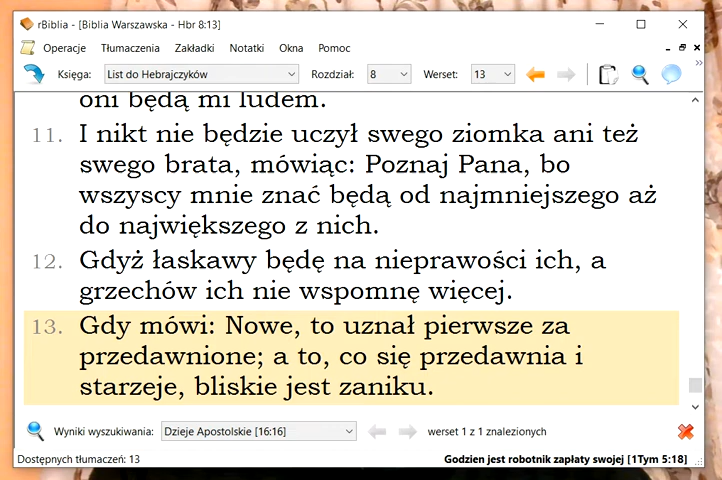 rBiblia - [Biblia Warszawska - Hbr 8:13]
Operacje Tłumaczenia Zakładki Notatki Okna Pomoc
Księga: List do Hebrajczyków Rozdział: 8 Werset: 13
oni będą mi ludem.
11. I nikt nie będzie uczył swego ziomka ani też
swego brata, mówiąc: Poznaj Pana, bo
wszyscy mnie znać będą od najmniejszego aż
do największego z nich.
12. Gdyż łaskawy będę na nieprawości ich, a
grzechów ich nie wspomnę więcej.
13. Gdy mówi: Nowe, to uznał pierwsze za
przedawnione; a to, co się przedawnia i
starzeje, bliskie jest zaniku.
Wyniki wyszukiwania: Dzieje Apostolskie [16:16] werset 1 z 1 znalezionych
Dostępnych tłumaczeń: 13 Godzien jest robotnik zapłaty swojej [1Tym 5:18]